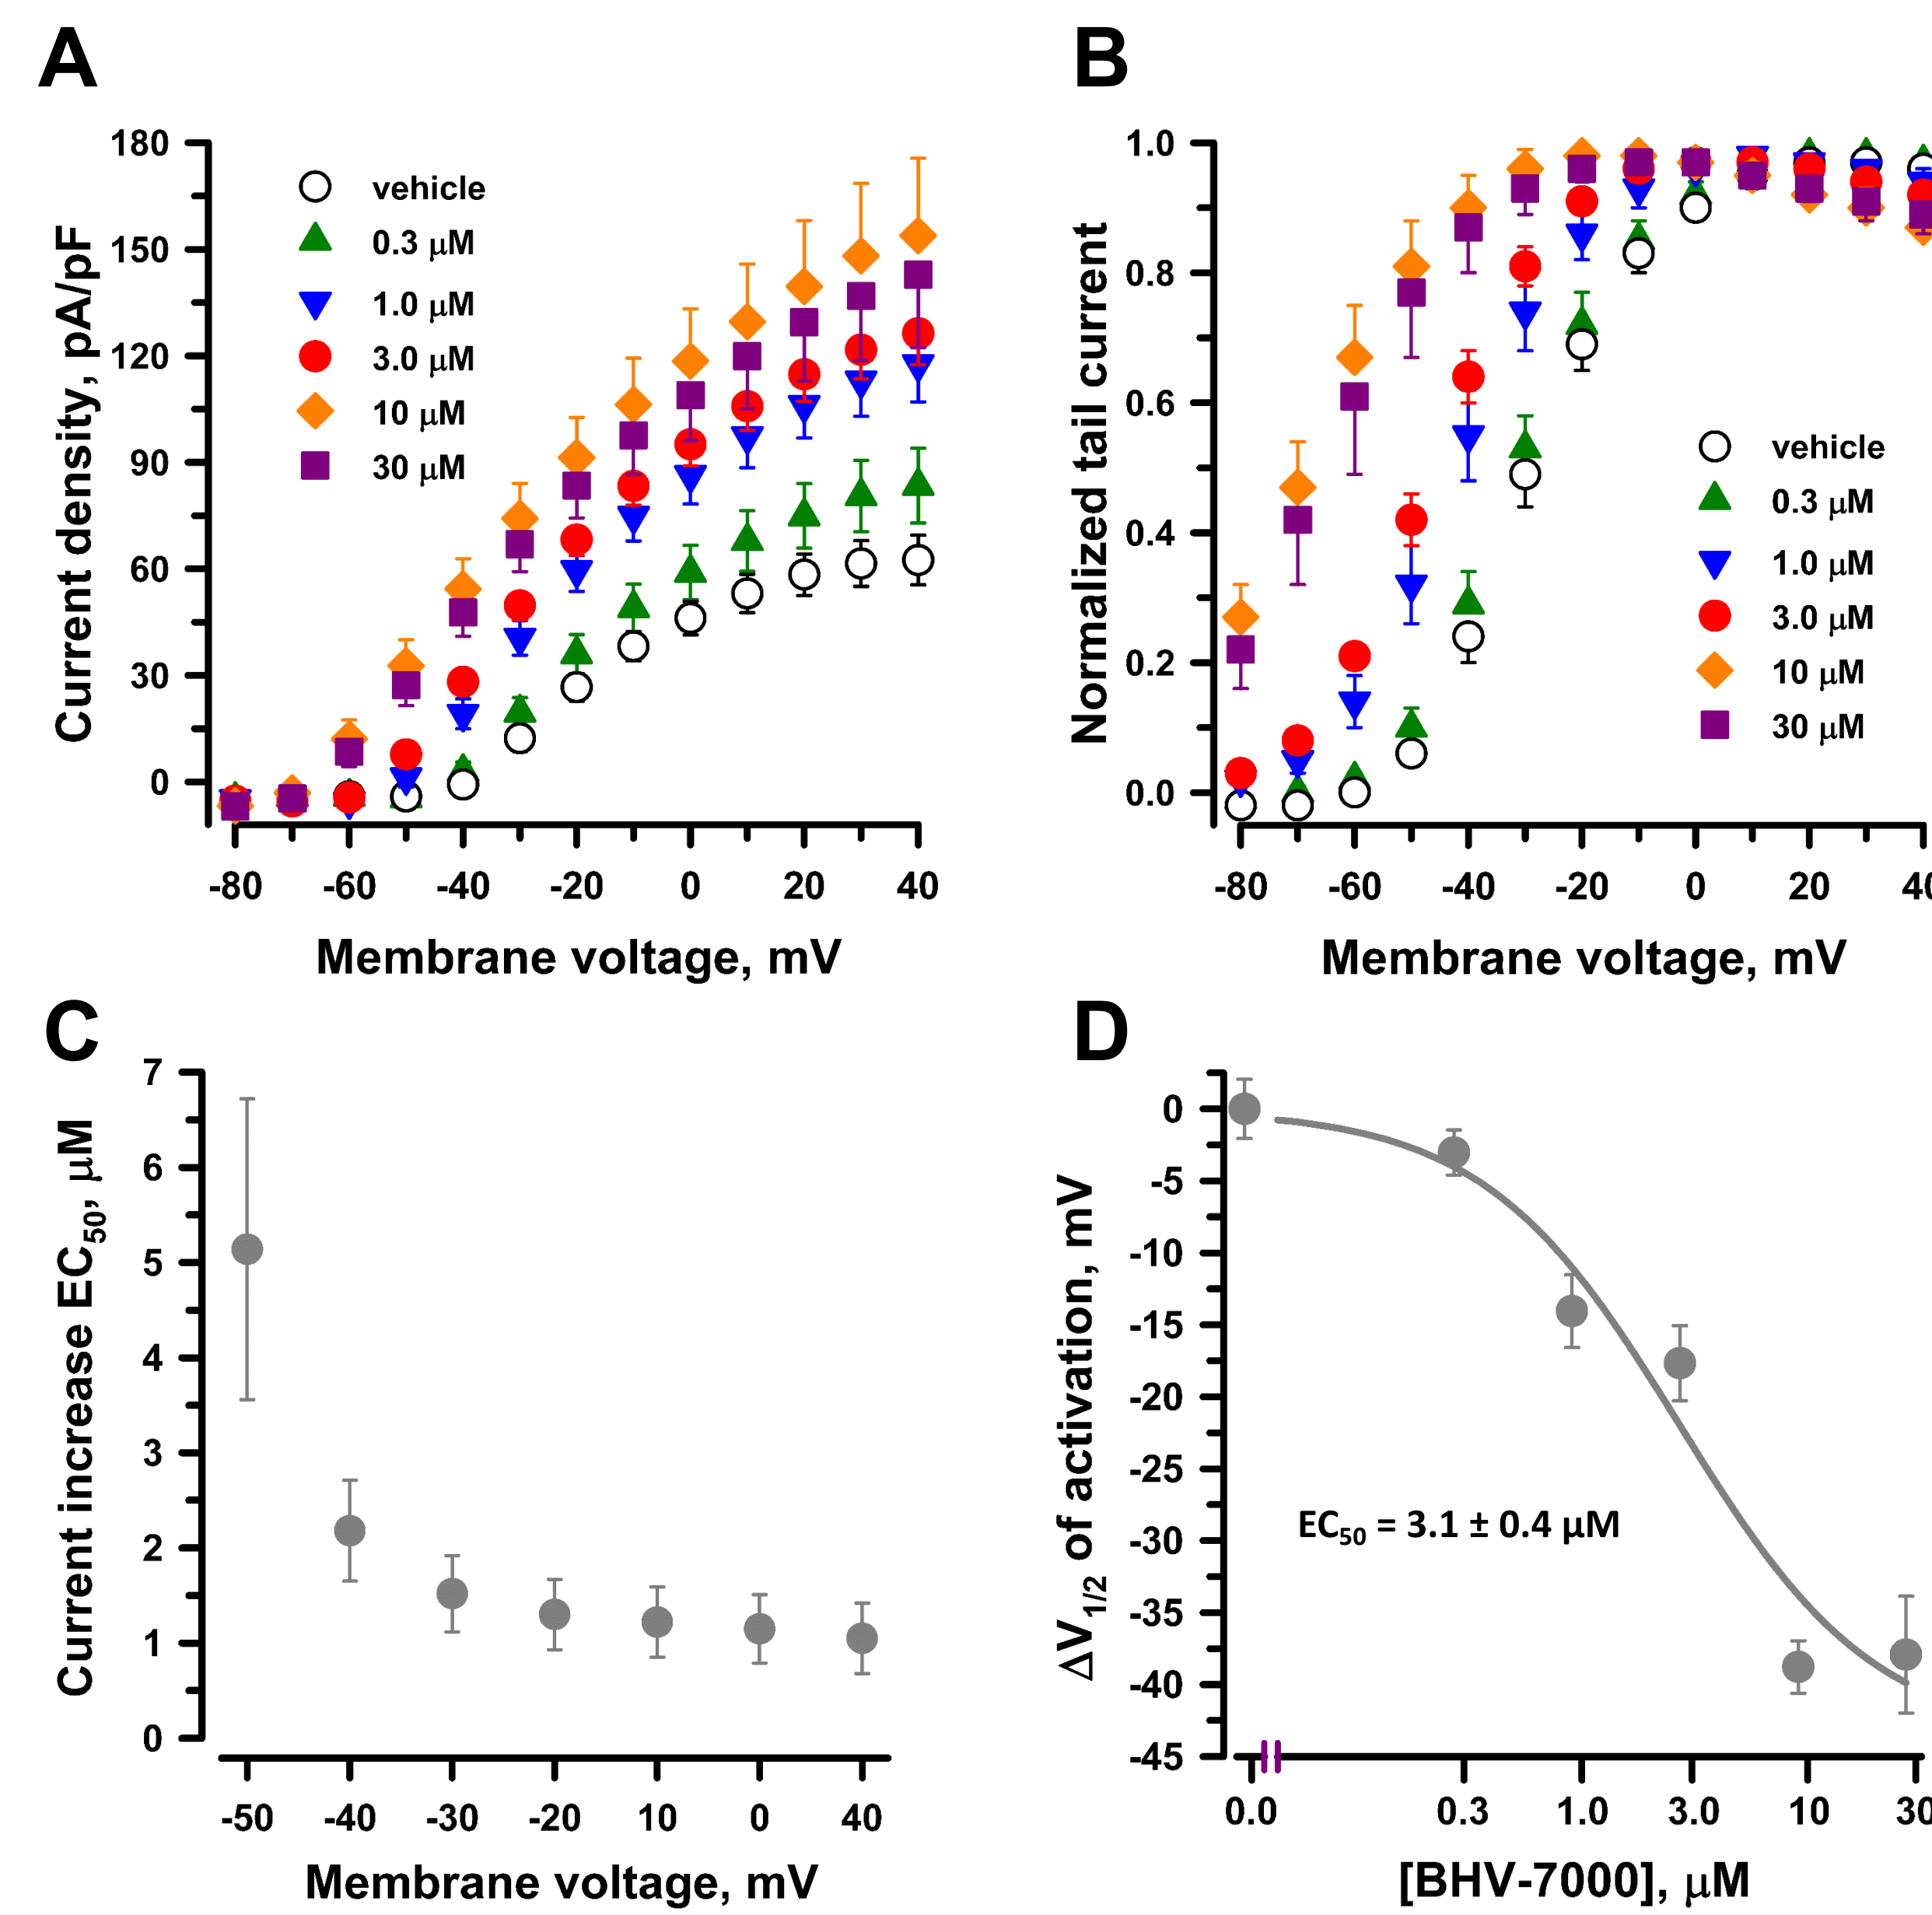 A
Current density, pA/pF
180
150
120
90
60
30
0
vehicle
0.3 μM
1.0 μM
3.0 μM
10 μM
30 μM
-80 -60 -40 -20 0 20 40
Membrane voltage, mV
B
Normalized tail current
1.0
0.8
0.6
0.4
0.2
0.0
vehicle
0.3 μM
1.0 μM
3.0 μM
10 μM
30 μM
-80 -60 -40 -20 0 20 40
Membrane voltage, mV
C
Current increase EC50, μM
7
6
5
4
3
2
1
0
-50 -40 -30 -20 10 0 40
Membrane voltage, mV
D
ΔV1/2 of activation, mV
0
-5
-10
-15
-20
-25
-30
-35
-40
-45
EC50 = 3.1 ± 0.4 μM
0.0 0.3 1.0 3.0 10 30
[BHV-7000], μM